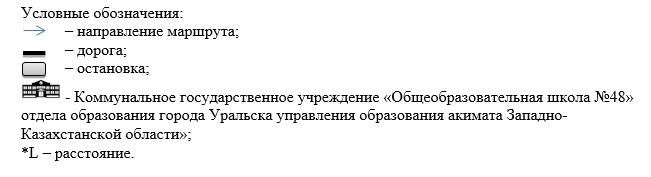 Условные обозначения:
– направление маршрута;
– дорога;
– остановка;
- Коммунальное государственное учреждение «Общеобразовательная школа №48»
отдела образования города Уральска управления образования акимата Западно-
Казахстанской области»;
*L – расстояние.